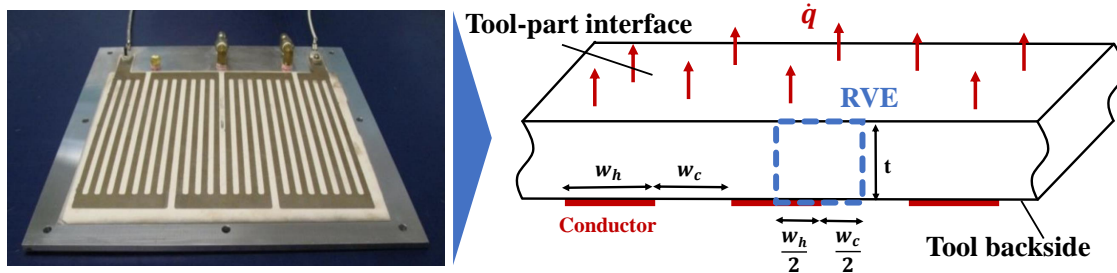 Tool-part interface
q̇
RVE
w_h
w_c
t
Conductor
w_h/2
w_c/2
Tool backside